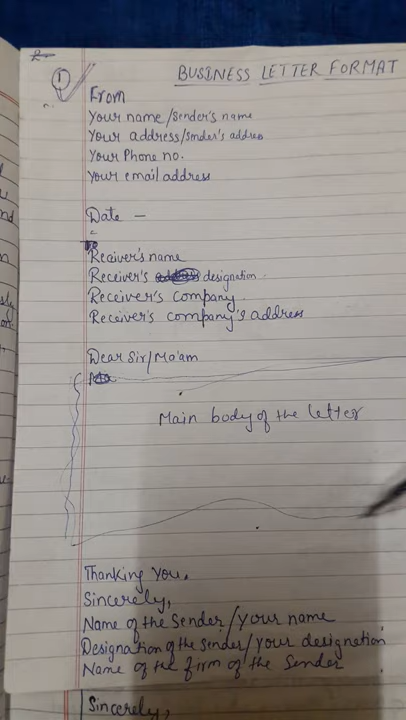 2
1
BUSINESS LETTER FORMAT
From
Your name/Sender's name
Your address/Sender's address
Your Phone no.
Your email address
Date —
To
Receiver's name
Receiver's designation.
Receiver's company.
Receiver's company's address
Dear Sir/Ma'am
Main body of the letter
Thanking You.
Sincerely,
Name of the Sender/Your name
Designation of the sender/your designation
Name of the firm of the Sender
Sincerely,